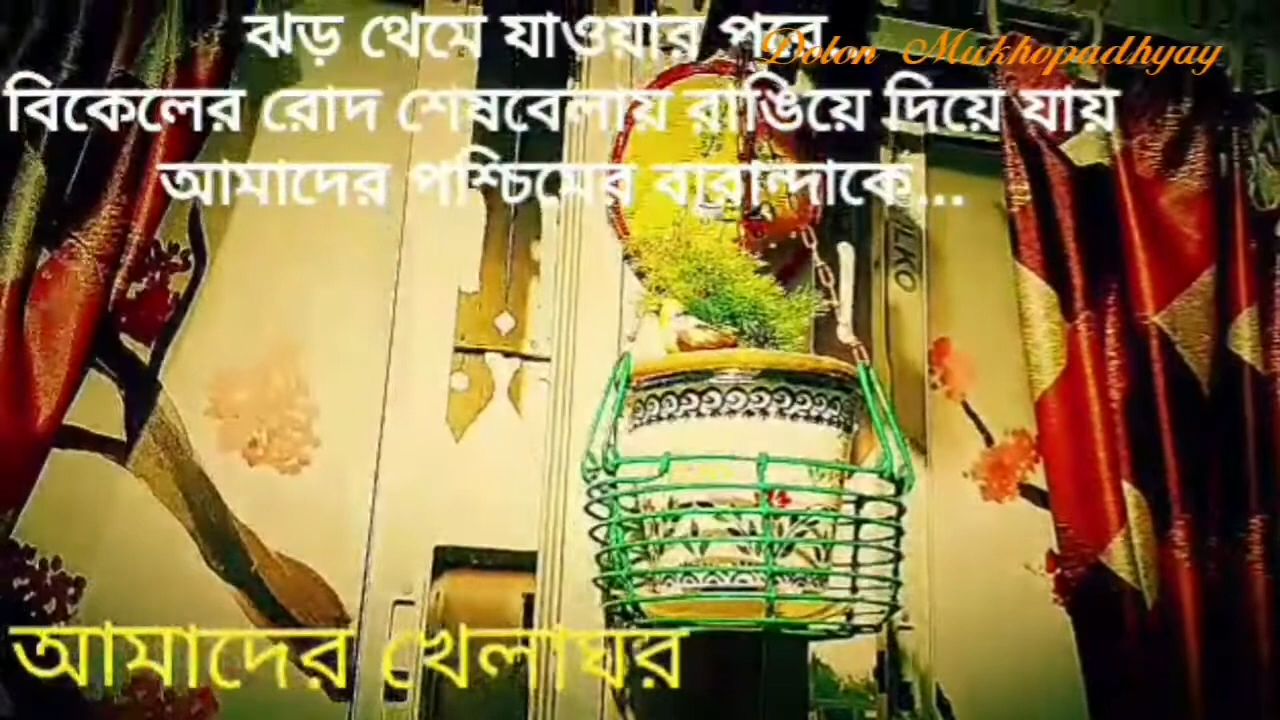 ঝড় থেমে যাওয়ার পরে
Dolon Mukhopadhyay
বিকেলের রোদ শেষবেলায় রাঙিয়ে দিয়ে যায়
আমাদের পশ্চিমের বারান্দাকে...
আমাদের খেলাঘর